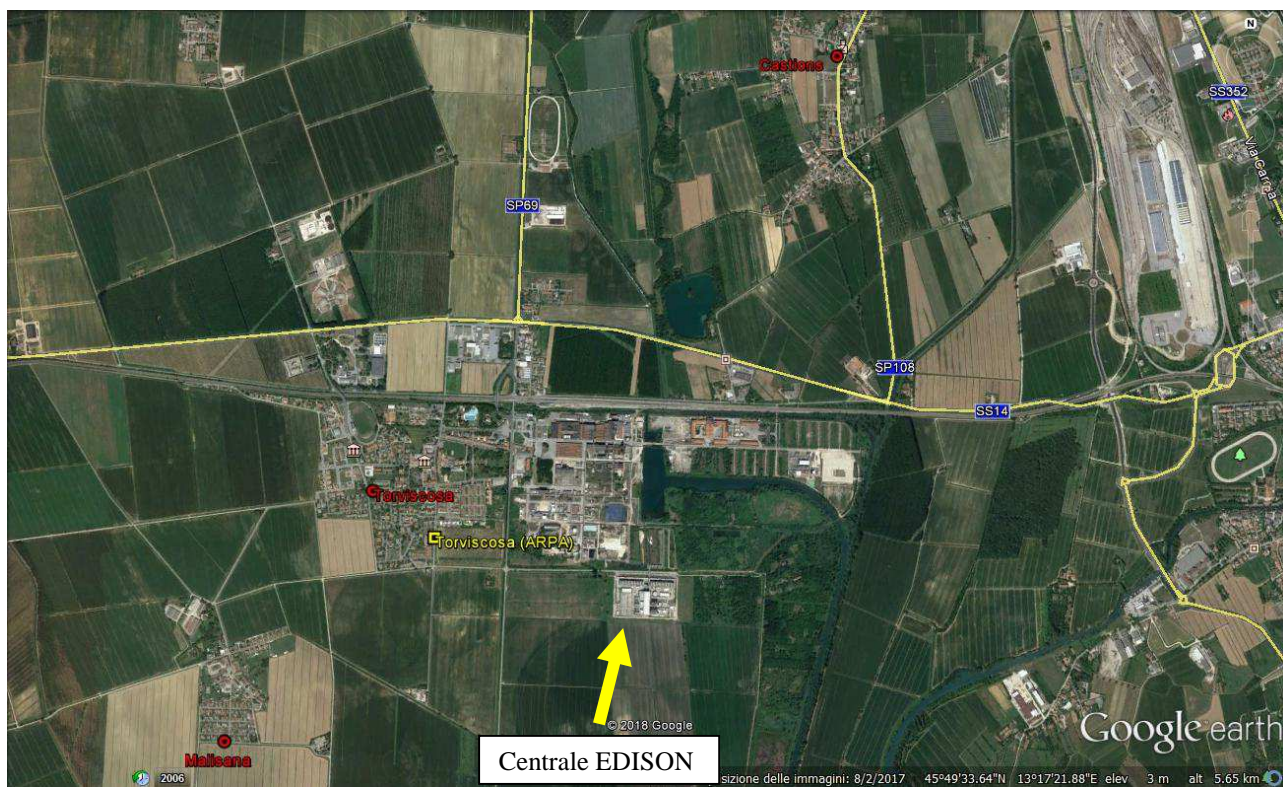 N
Castions
SS352
Via Carnia
SP69
SP108
SS14
Torviscosa
Torviscosa (ARPA)
Malisana
© 2018 Google
Google earth
Centrale EDISON
2006
sizione delle immagini: 8/2/2017 45°49'33.64"N 13°17'21.88"E elev 3 m alt 5.65 km